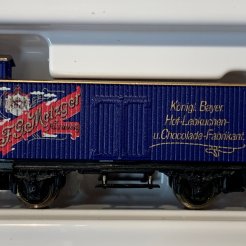 F.G. Metzger
Königl. Bayer.
Hof-Lebkuchen-
u. Chocolade-Fabrikant.